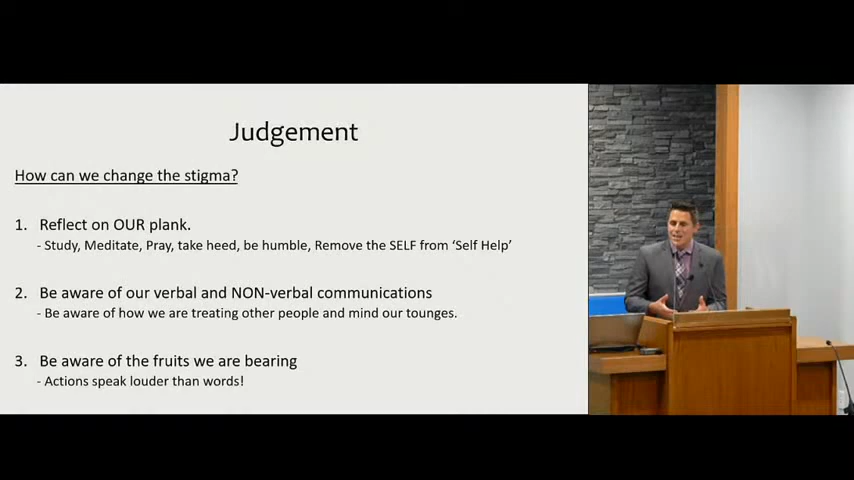 Judgement
How can we change the stigma?
1. Reflect on OUR plank.
- Study, Meditate, Pray, take heed, be humble, Remove the SELF from ‘Self Help’
2. Be aware of our verbal and NON-verbal communications
- Be aware of how we are treating other people and mind our tounges.
3. Be aware of the fruits we are bearing
- Actions speak louder than words!